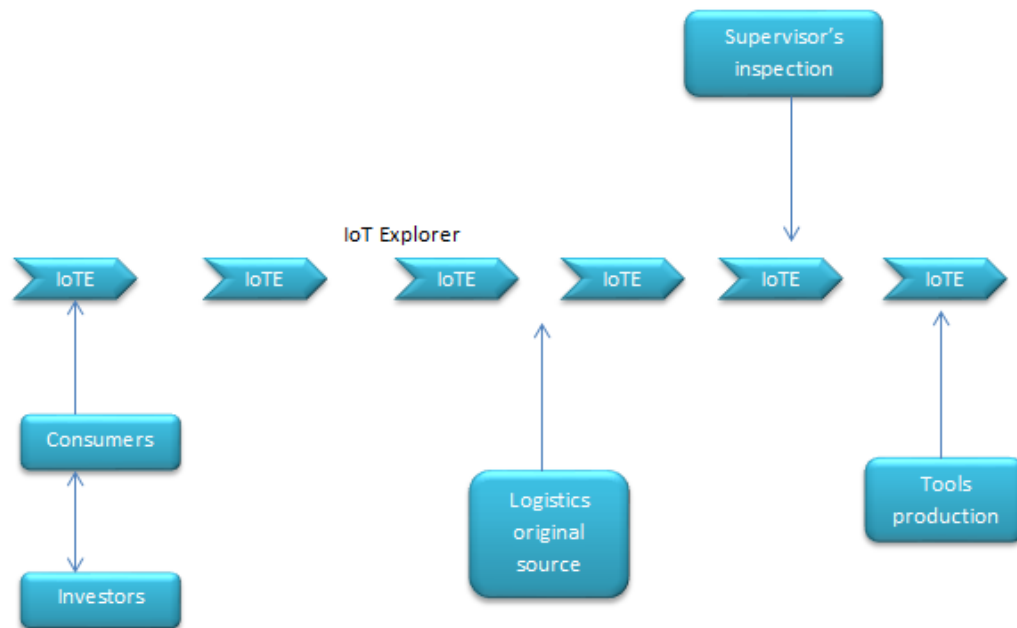 Supervisor's
inspection
IoT Explorer
IoTE
IoTE
IoTE
IoTE
IoTE
IoTE
Consumers
Logistics
original
source
Tools
production
Investors